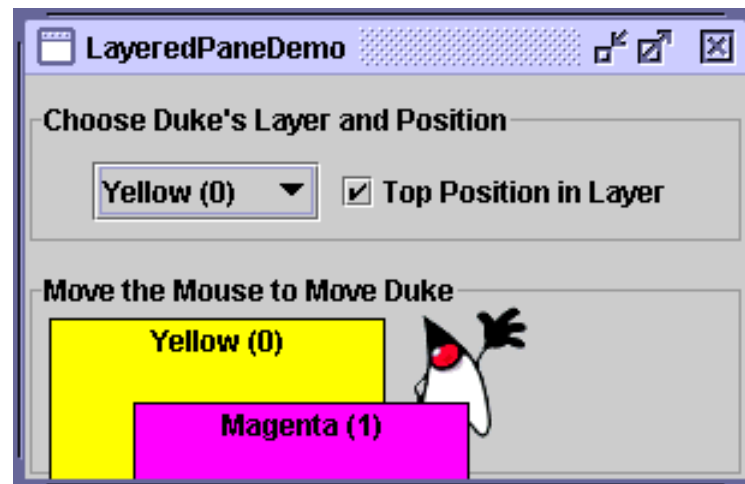 LayeredPaneDemo
Choose Duke's Layer and Position
Yellow (0) Top Position in Layer
Move the Mouse to Move Duke
Yellow (0)
Magenta (1)